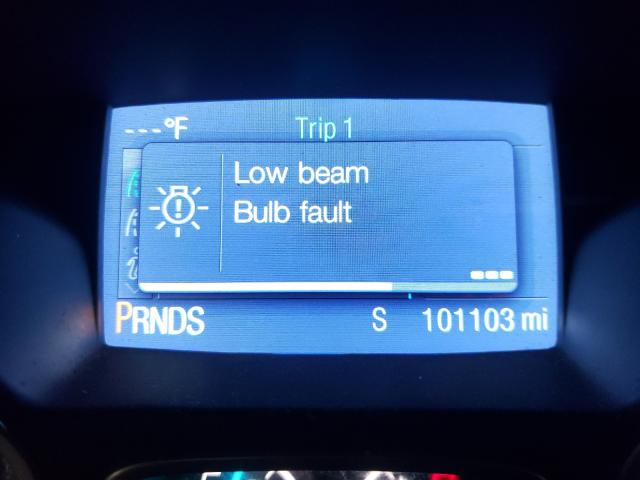 ---°F
Trip 1
Low beam
Bulb fault
PRNDS
S
101103 mi